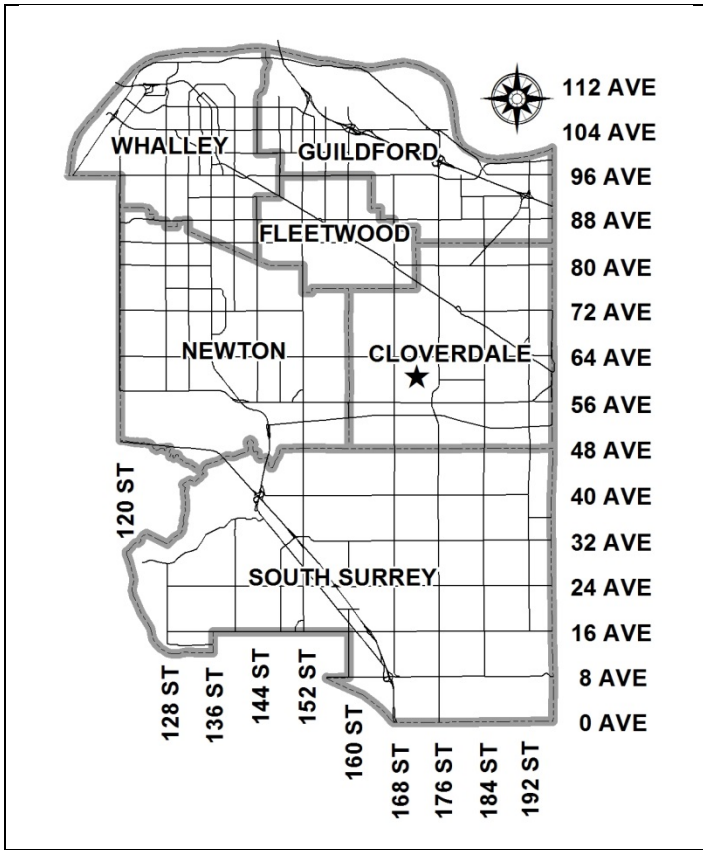 112 AVE
104 AVE
WHALLEY
GUILDFORD
96 AVE
88 AVE
FLEETWOOD
80 AVE
72 AVE
NEWTON
CLOVERDALE
64 AVE
56 AVE
48 AVE
120 ST
40 AVE
32 AVE
SOUTH SURREY
24 AVE
16 AVE
128 ST
136 ST
144 ST
152 ST
160 ST
8 AVE
0 AVE
168 ST
176 ST
184 ST
192 ST